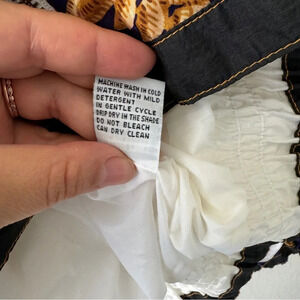 MACHINE WASH IN COLD
WATER WITH MILD
DETERGENT
IN GENTLE CYCLE
DRIP DRY IN THE SHADE
DO NOT BLEACH
CAN DRY CLEAN